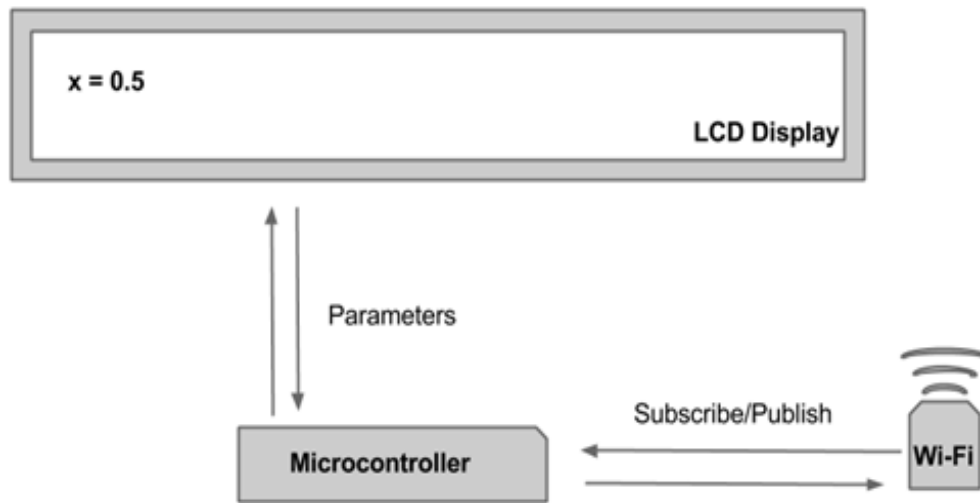 x = 0.5
LCD Display
Parameters
Subscribe/Publish
Microcontroller
Wi-Fi